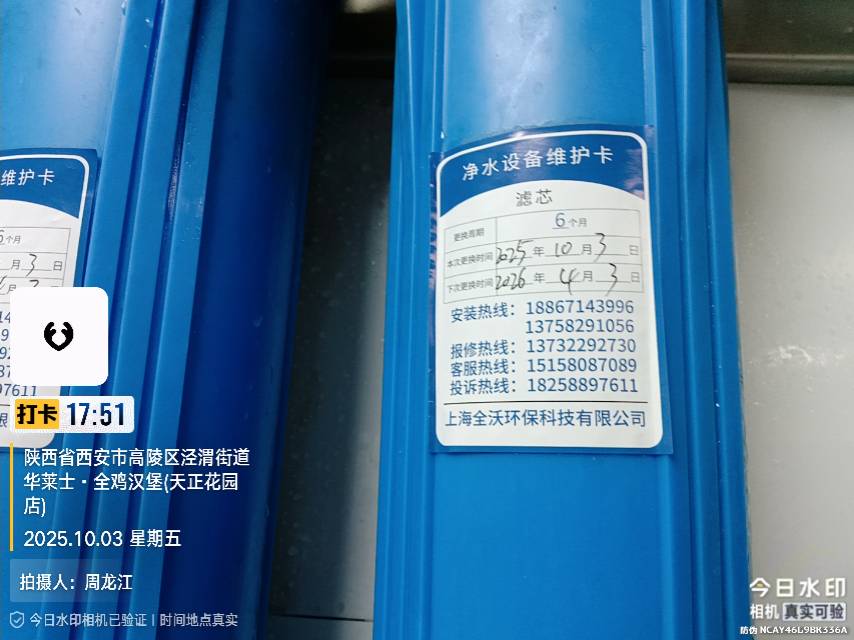 维护卡
6个月
月3日
净水设备维护卡
滤芯
更换周期 6个月
本次更换时间 2025年10月3日
下次更换时间 2026年4月3日
安装热线：18867143996
13758291056
报修热线：13732292730
客服热线：15158087089
投诉热线：18258897611
上海全沃环保科技有限公司
打卡 17:51
陕西省西安市高陵区泾渭街道
华莱士·全鸡汉堡(天正花园
店)
2025.10.03 星期五
拍摄人：周龙江
今日水印相机已验证 | 时间地点真实
今日水印
相机 真实可验
防伪 NCAY46L9BK336A